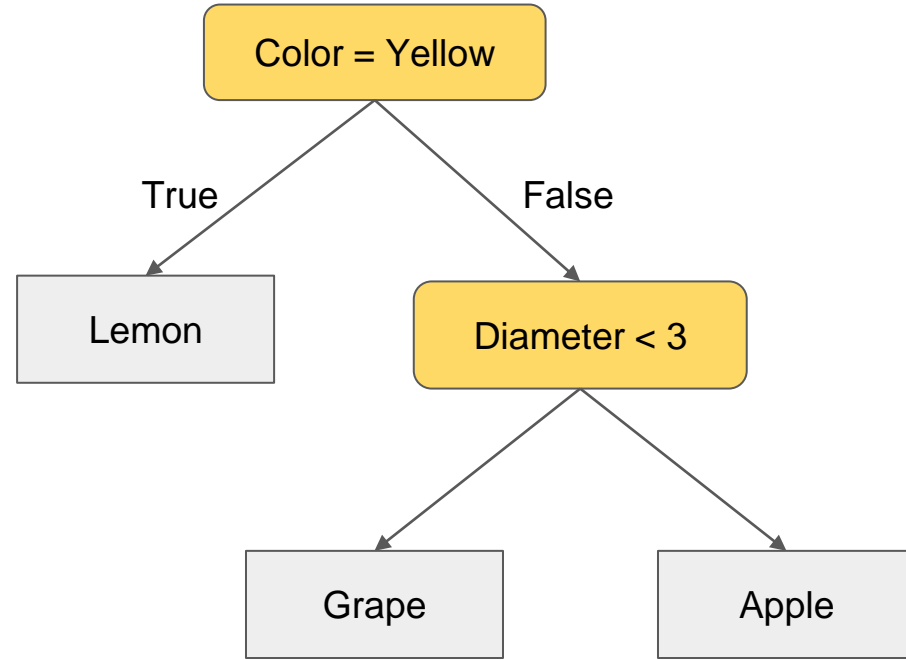 Color = Yellow
True
False
Lemon
Diameter < 3
Grape
Apple